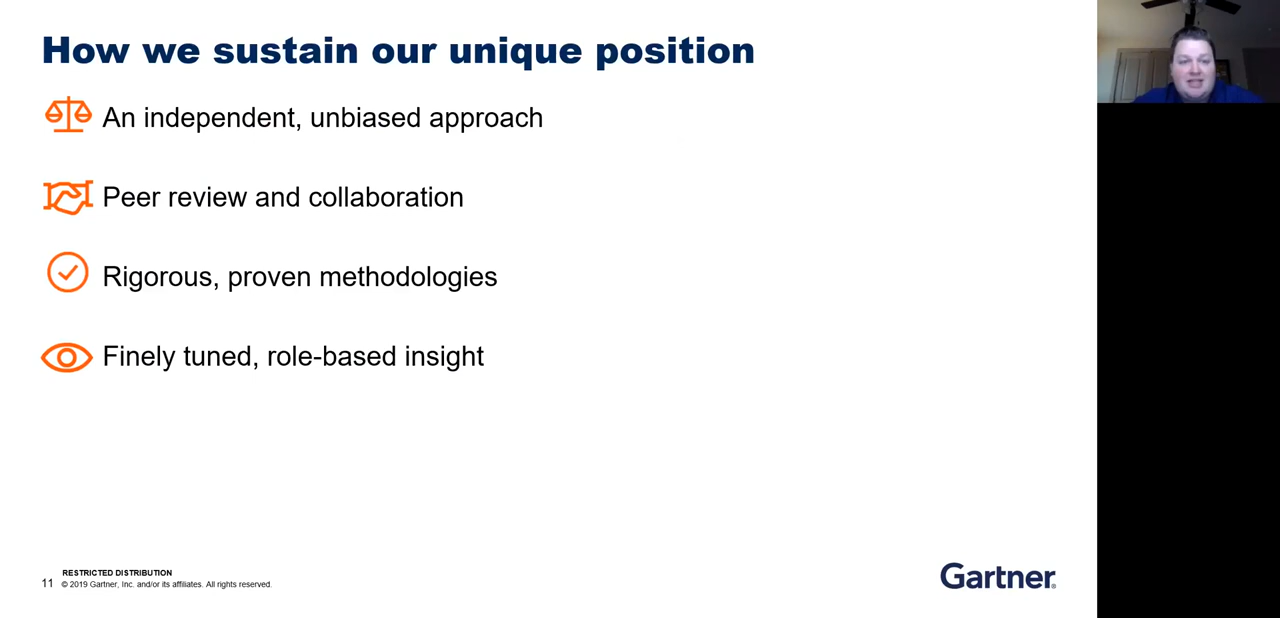 How we sustain our unique position
An independent, unbiased approach
Peer review and collaboration
Rigorous, proven methodologies
Finely tuned, role-based insight
RESTRICTED DISTRIBUTION
11 © 2019 Gartner, Inc. and/or its affiliates. All rights reserved.
Gartner®